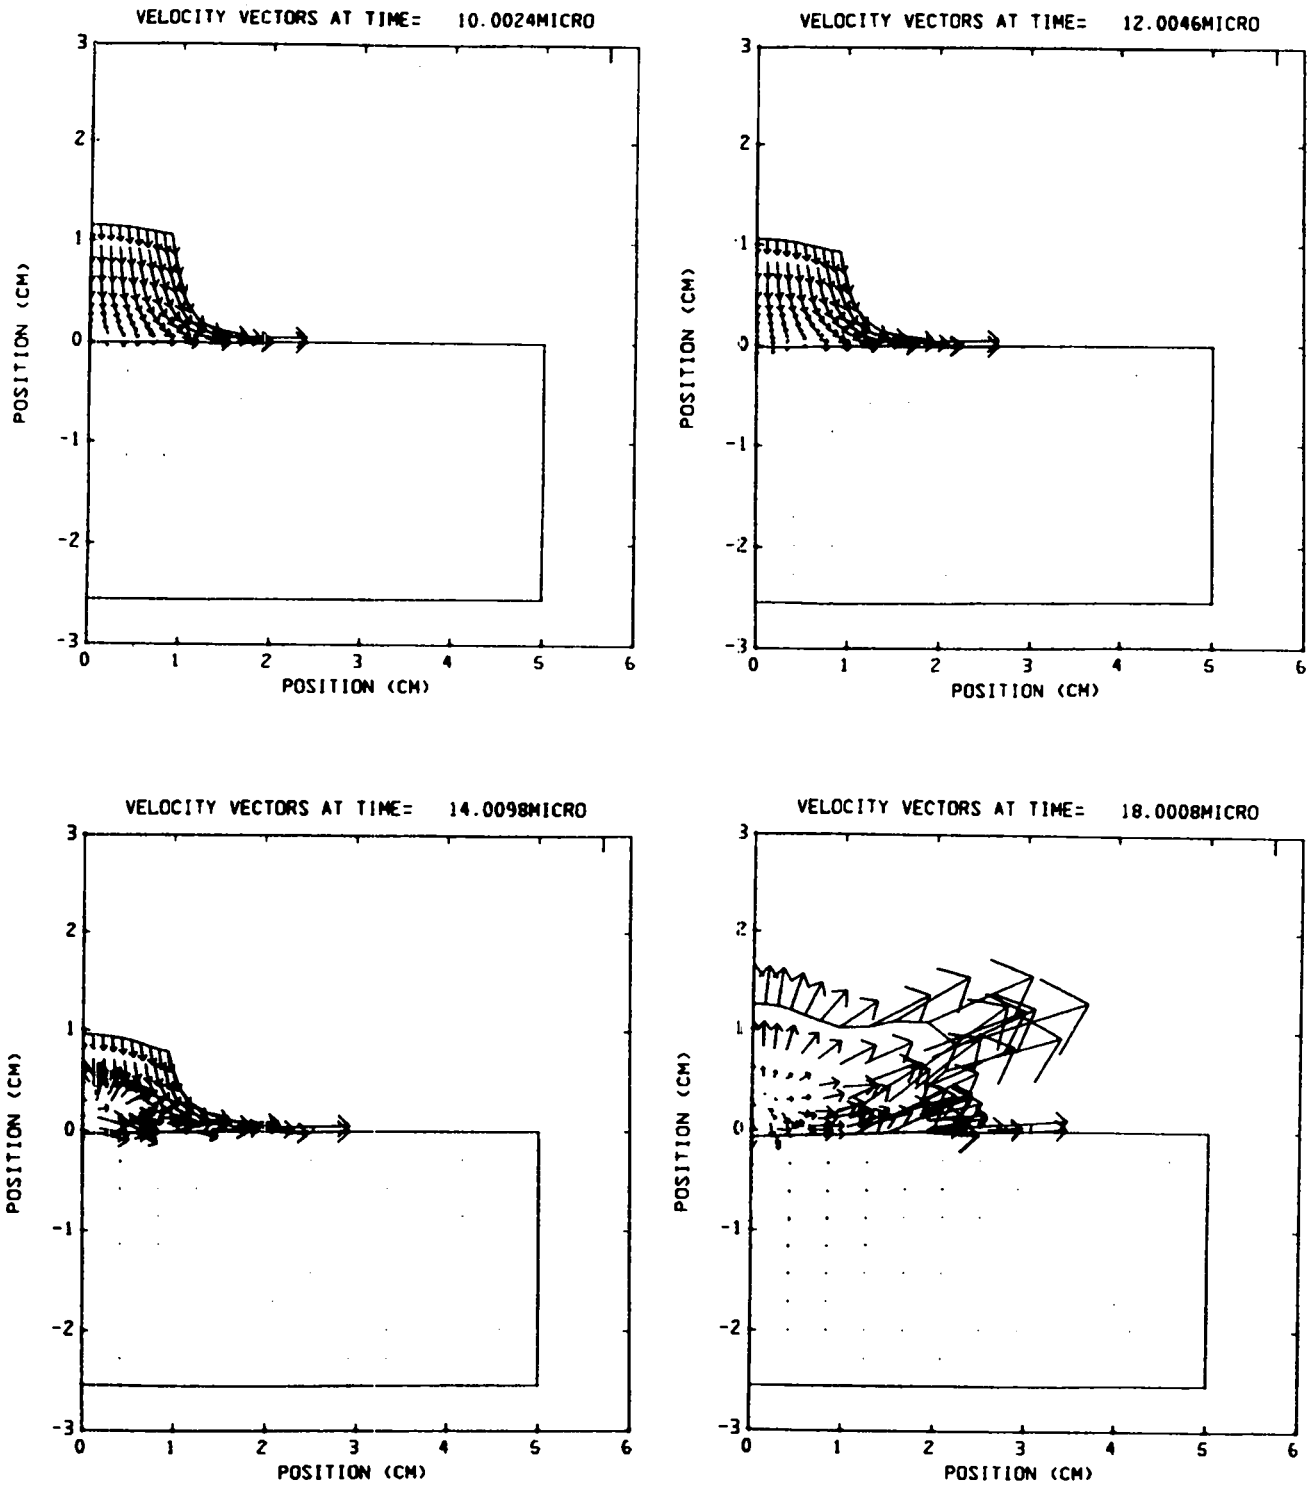 VELOCITY VECTORS AT TIME= 10.0024MICRO
3
2
1
0
-1
-2
-3
POSITION (CM)
0 1 2 3 4 5 6
POSITION (CM)
VELOCITY VECTORS AT TIME= 12.0046MICRO
3
2
1
0
-1
-2
-3
POSITION (CM)
0 1 2 3 4 5 6
POSITION (CM)
VELOCITY VECTORS AT TIME= 14.0098MICRO
3
2
1
0
-1
-2
-3
POSITION (CM)
0 1 2 3 4 5 6
POSITION (CM)
VELOCITY VECTORS AT TIME= 18.0008MICRO
3
2
1
0
-1
-2
-3
POSITION (CM)
0 1 2 3 4 5 6
POSITION (CM)